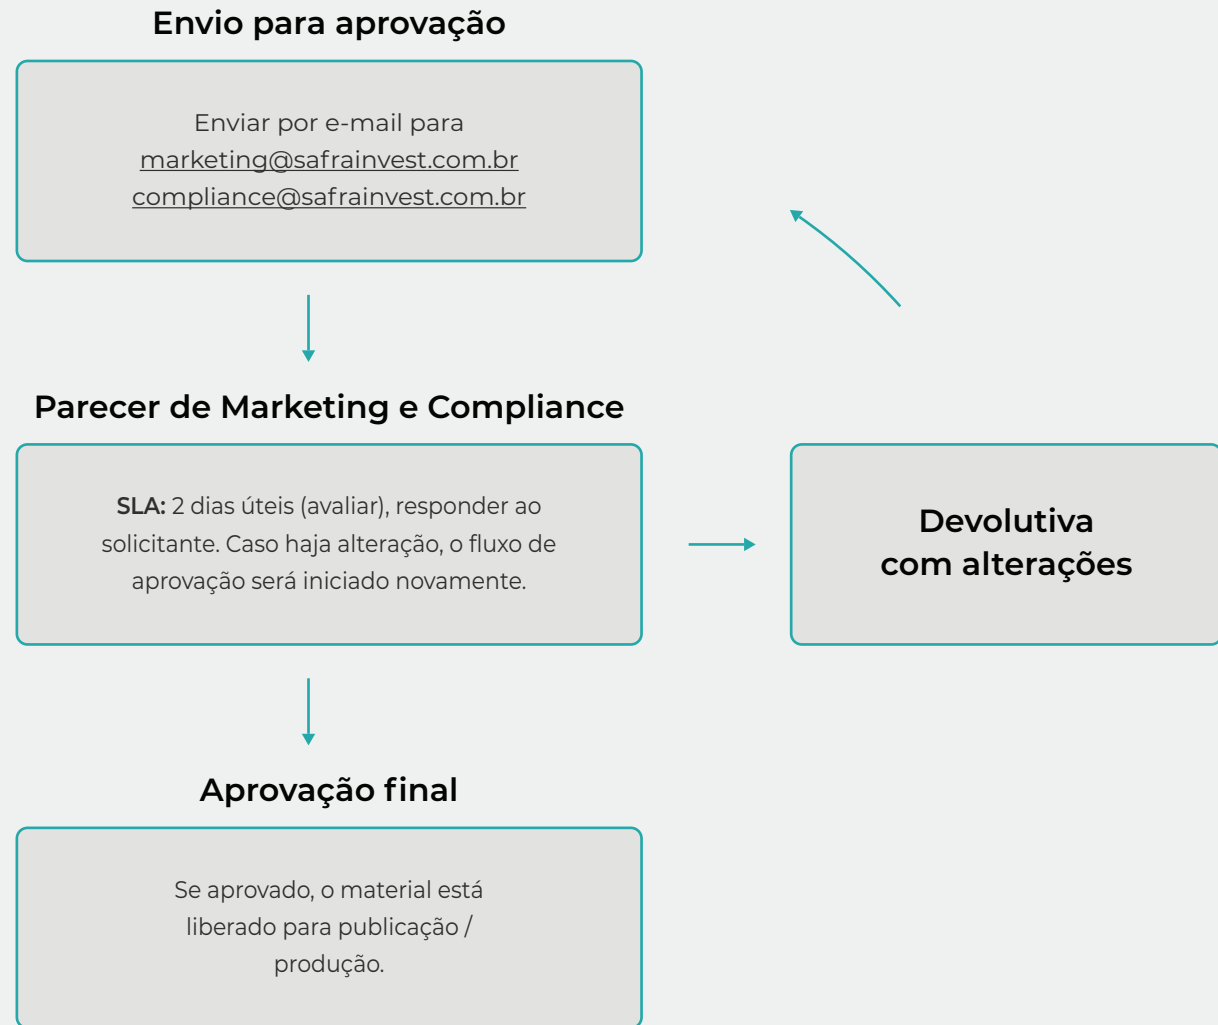 Envio para aprovação
Enviar por e-mail para
marketing@safrainvest.com.br
compliance@safrainvest.com.br
Parecer de Marketing e Compliance
SLA: 2 dias úteis (avaliar), responder ao
solicitante. Caso haja alteração, o fluxo de
aprovação será iniciado novamente.
Devolutiva
com alterações
Aprovação final
Se aprovado, o material está
liberado para publicação /
produção.